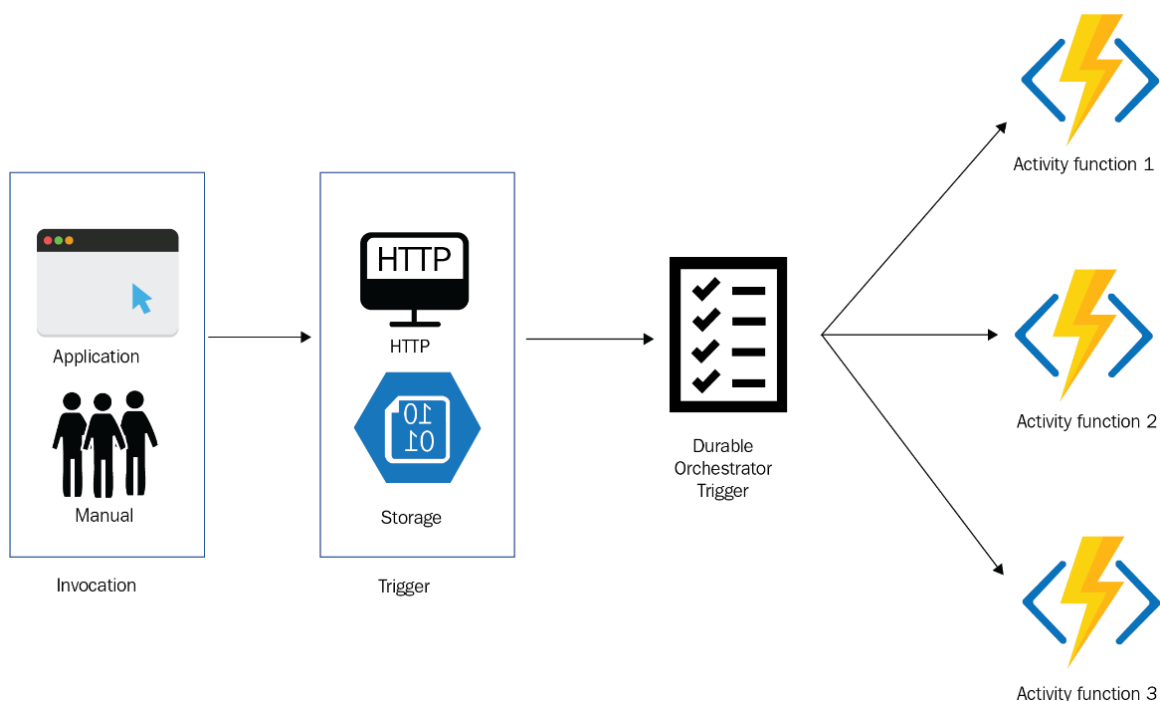 Activity function 1
HTTP
HTTP
Application
10
01
Manual
Storage
Invocation
Trigger
Durable
Orchestrator
Trigger
Activity function 2
Activity function 3